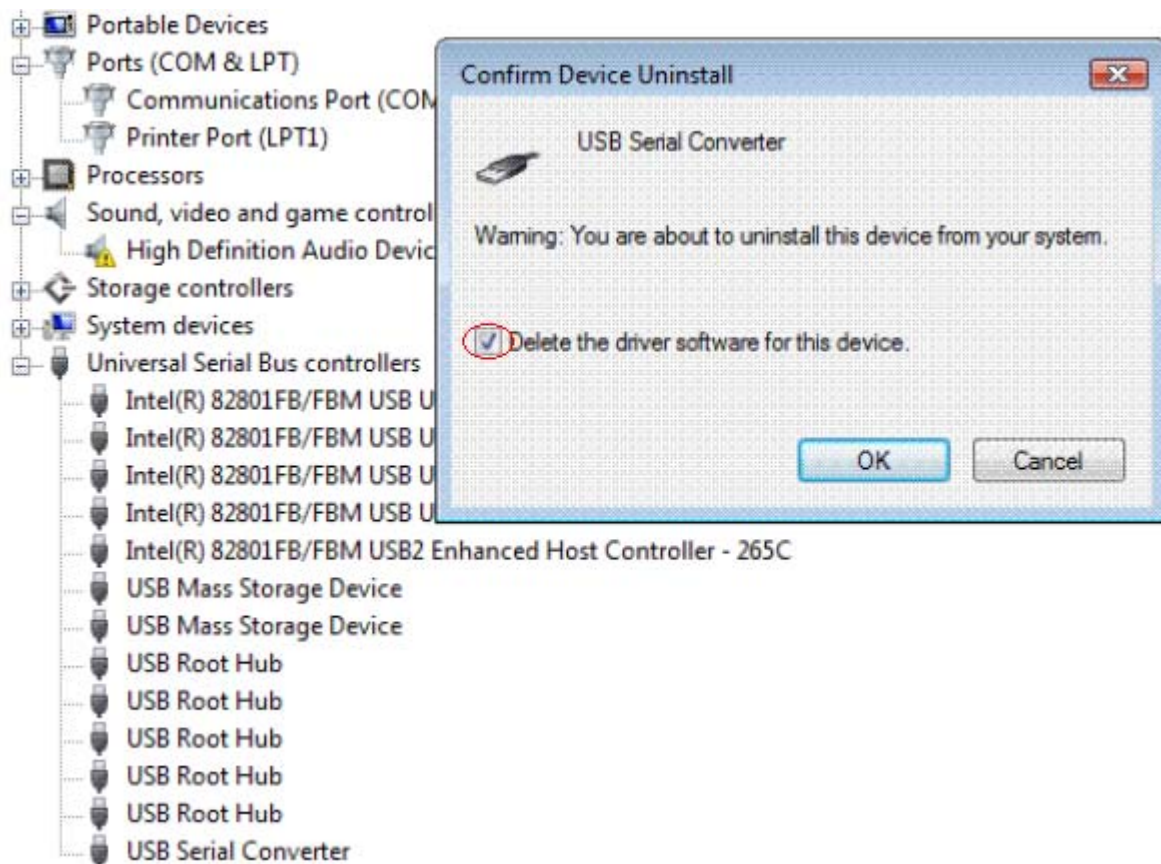 Portable Devices
Ports (COM & LPT)
Communications Port (COM
Printer Port (LPT1)
Processors
Sound, video and game control
High Definition Audio Devic
Storage controllers
System devices
Universal Serial Bus controllers
Intel(R) 82801FB/FBM USB U
Intel(R) 82801FB/FBM USB U
Intel(R) 82801FB/FBM USB U
Intel(R) 82801FB/FBM USB U
Intel(R) 82801FB/FBM USB2 Enhanced Host Controller - 265C
USB Mass Storage Device
USB Mass Storage Device
USB Root Hub
USB Root Hub
USB Root Hub
USB Root Hub
USB Root Hub
USB Serial Converter
Confirm Device Uninstall
USB Serial Converter
Warning: You are about to uninstall this device from your system.
Delete the driver software for this device.
OK Cancel